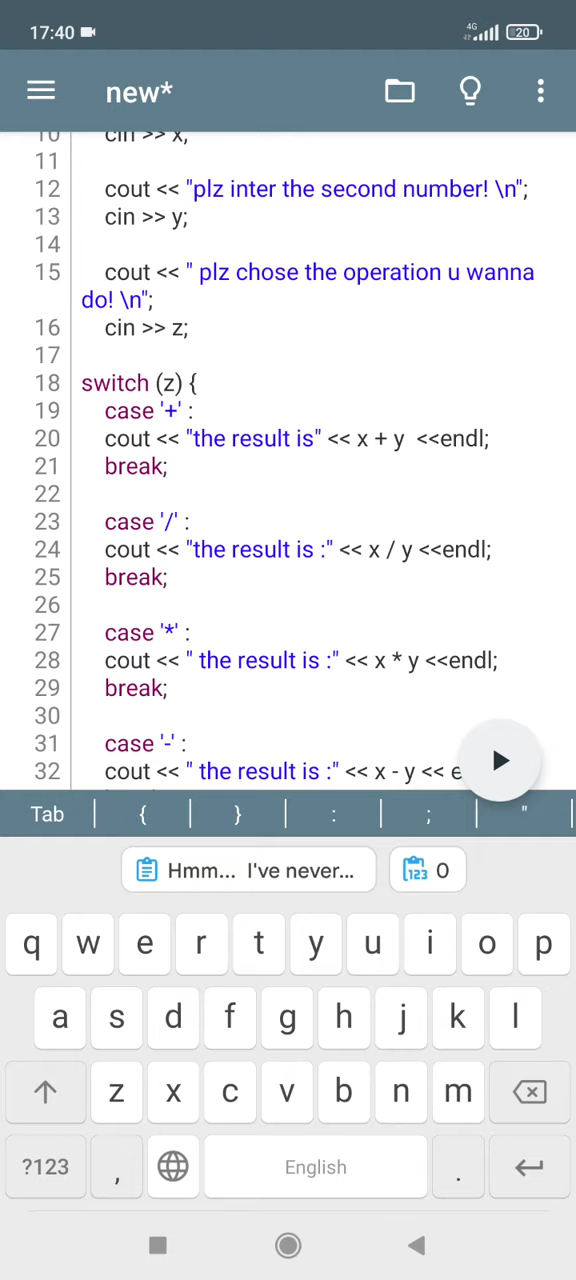 17:40
4G
20
new*
10 cin >> x;
11
12 cout << "plz inter the second number! \n";
13 cin >> y;
14
15 cout << " plz chose the operation u wanna
do! \n";
16 cin >> z;
17
18 switch (z) {
19 case '+' :
20 cout << "the result is" << x + y  <<endl;
21 break;
22
23 case '/' :
24 cout << "the result is :" << x / y <<endl;
25 break;
26
27 case '*' :
28 cout << " the result is :" << x * y <<endl;
29 break;
30
31 case '-' :
32 cout << " the result is :" << x - y << e
Tab { } : ; "
Hmm... I've never...
123 0
q w e r t y u i o p
a s d f g h j k l
z x c v b n m
?123 , English .